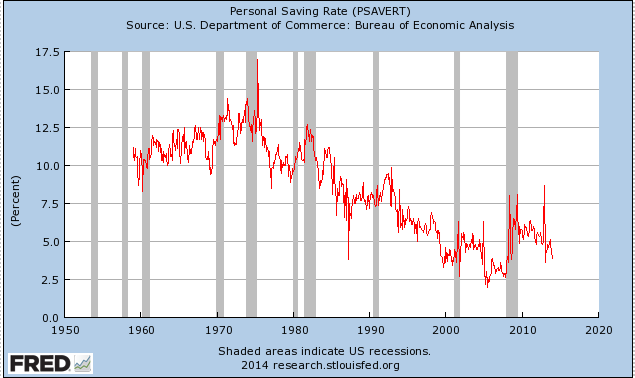 Personal Saving Rate (PSAVERT)
Source: U.S. Department of Commerce: Bureau of Economic Analysis
(Percent)
17.5
15.0
12.5
10.0
7.5
5.0
2.5
0.0
1950 1960 1970 1980 1990 2000 2010 2020
Shaded areas indicate US recessions.
2014 research.stlouisfed.org
FRED